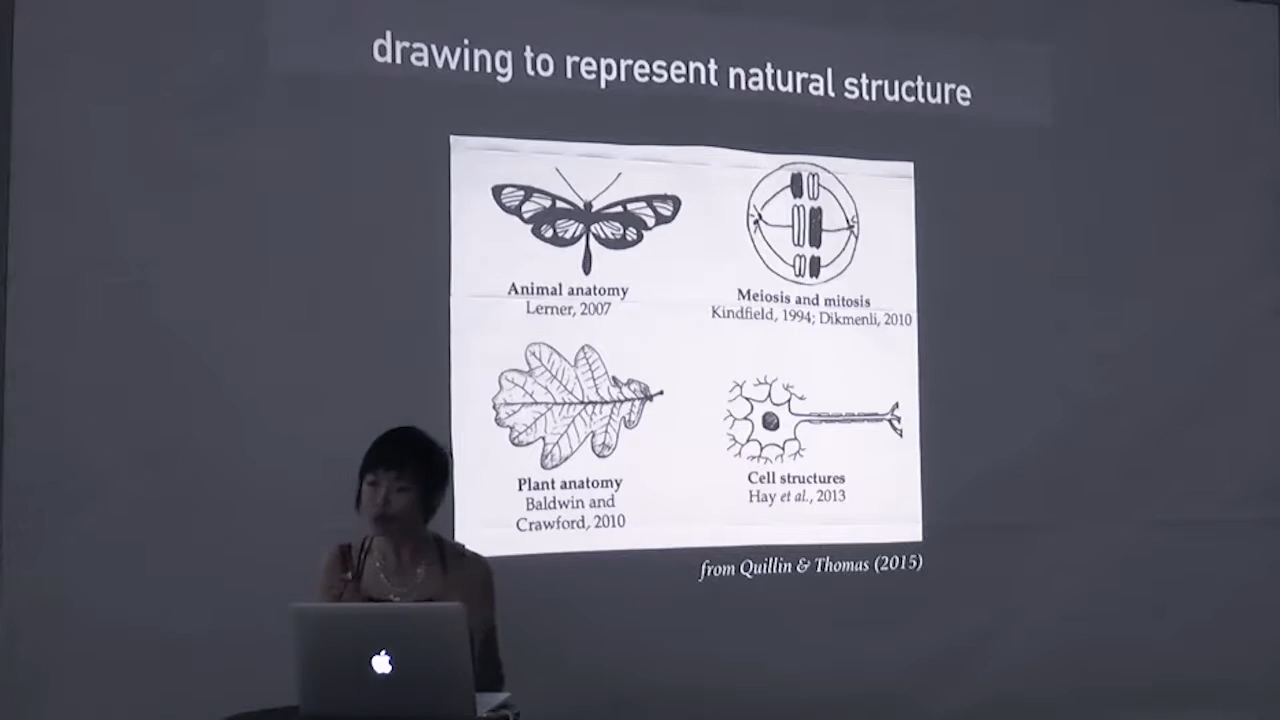 drawing to represent natural structure
Animal anatomy
Lerner, 2007
Meiosis and mitosis
Kindfield, 1994; Dikmenli, 2010
Plant anatomy
Baldwin and
Crawford, 2010
Cell structures
Hay et al., 2013
from Quillin & Thomas (2015)